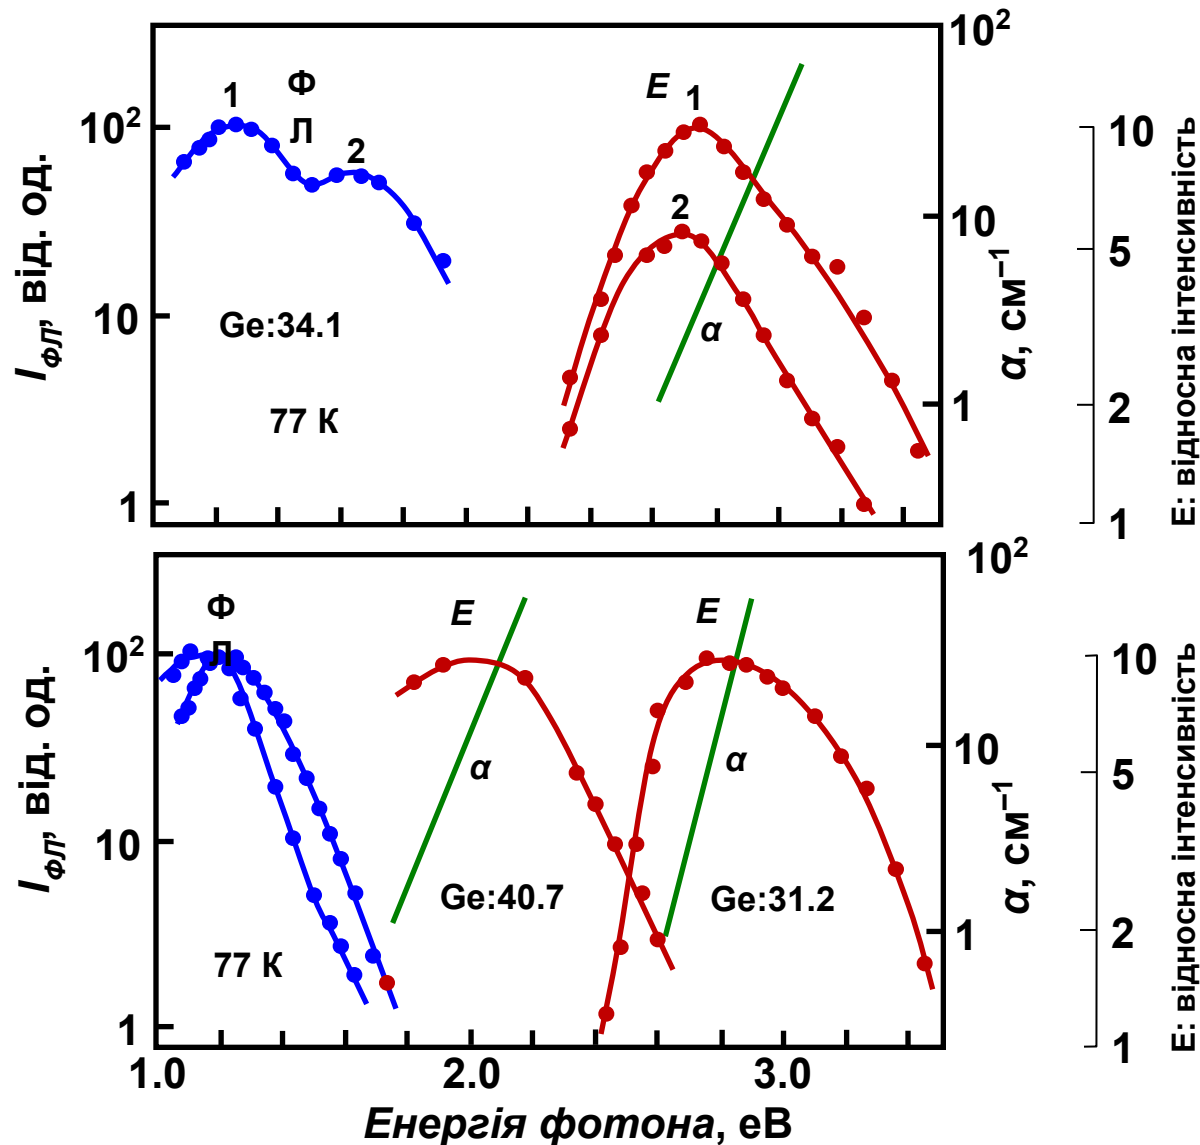 Ф
Л
1
2
E
1
2
α
Ge:34.1
77 К
10²
10
1
I_ФЛ, від. од.
10²
10
1
α, см⁻¹
10
5
2
1
Е: відносна інтенсивність
Ф
Л
E
E
α
α
Ge:40.7
Ge:31.2
77 К
10²
10
1
I_ФЛ, від. од.
10²
10
1
α, см⁻¹
10
5
2
1
Е: відносна інтенсивність
1.0
2.0
3.0
Енергія фотона, еВ